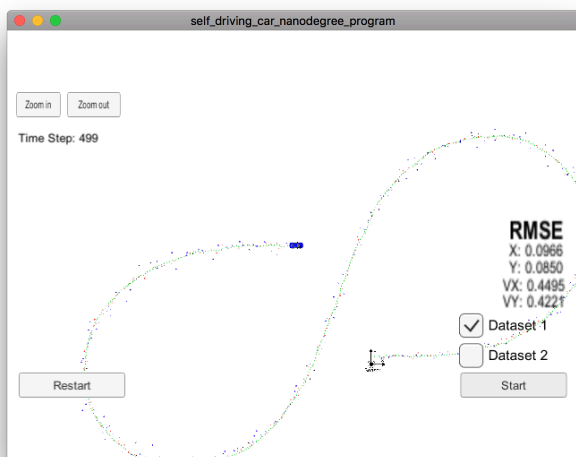 self_driving_car_nanodegree_program
Zoom in
Zoom out
Time Step: 499
RMSE
X: 0.0966
Y: 0.0850
VX: 0.4495
VY: 0.4221
Dataset 1
Dataset 2
Restart
Start